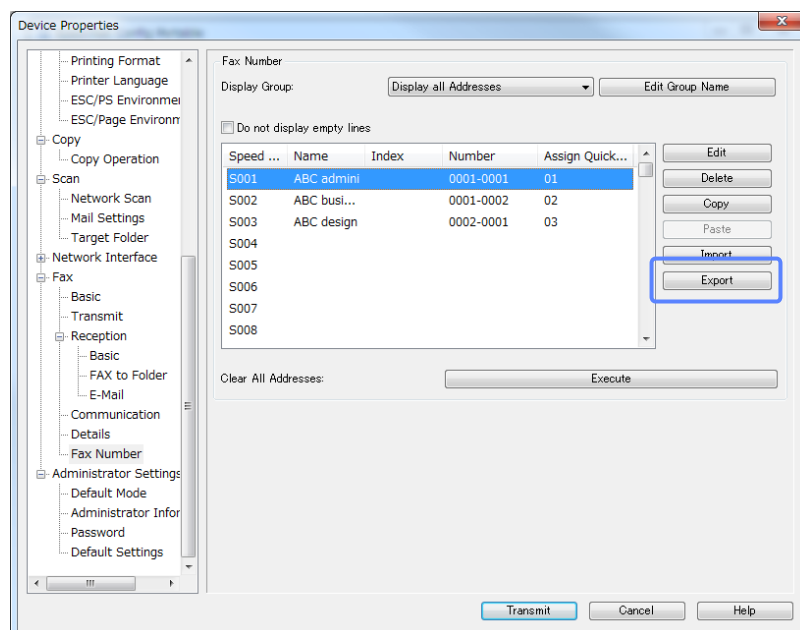 Device Properties
Printing Format
Printer Language
ESC/PS Environme
ESC/Page Environm
Copy
Copy Operation
Scan
Network Scan
Mail Settings
Target Folder
Network Interface
Fax
Basic
Transmit
Reception
Basic
FAX to Folder
E-Mail
Communication
Details
Fax Number
Administrator Settings
Default Mode
Administrator Infor
Password
Default Settings
Fax Number
Display Group: Display all Addresses Edit Group Name
Do not display empty lines
Speed ... Name Index Number Assign Quick...
S001 ABC admini 0001-0001 01
S002 ABC busi... 0001-0002 02
S003 ABC design 0002-0001 03
S004
S005
S006
S007
S008
Edit
Delete
Copy
Paste
Import
Export
Clear All Addresses: Execute
Transmit Cancel Help